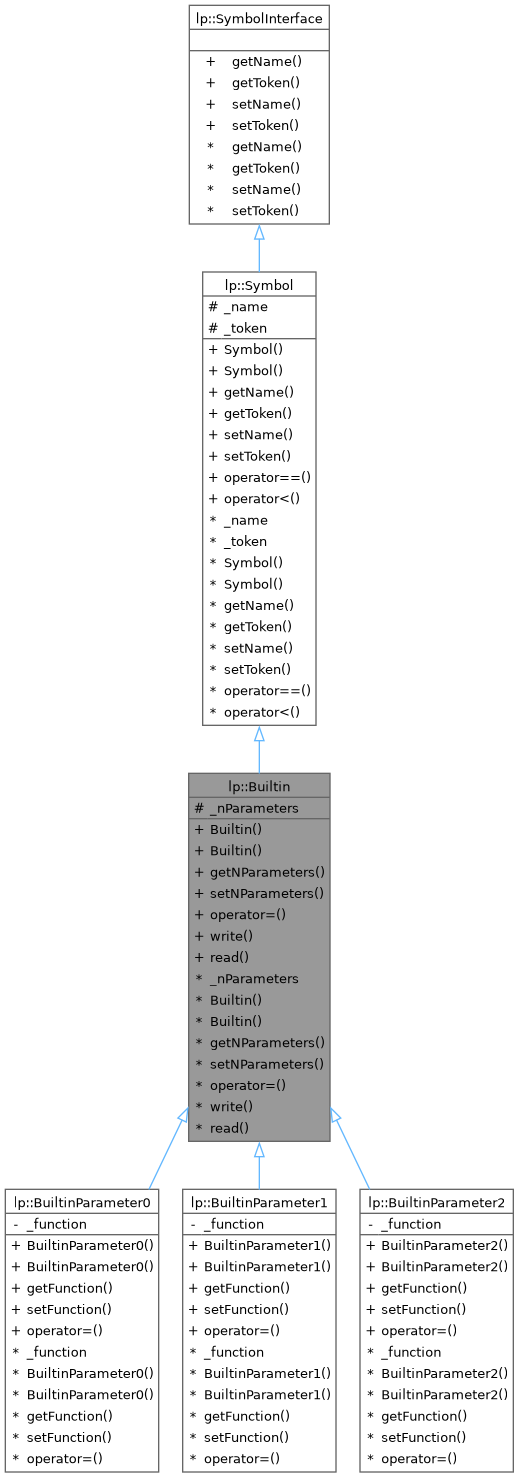 lp::SymbolInterface
+ getName()
+ getToken()
+ setName()
+ setToken()
* getName()
* getToken()
* setName()
* setToken()
lp::Symbol
# _name
# _token
+ Symbol()
+ Symbol()
+ getName()
+ getToken()
+ setName()
+ setToken()
+ operator==()
+ operator<()
* _name
* _token
* Symbol()
* Symbol()
* getName()
* getToken()
* setName()
* setToken()
* operator==()
* operator<()
lp::Builtin
# _nParameters
+ Builtin()
+ Builtin()
+ getNParameters()
+ setNParameters()
+ operator=()
+ write()
+ read()
* _nParameters
* Builtin()
* Builtin()
* getNParameters()
* setNParameters()
* operator=()
* write()
* read()
lp::BuiltinParameter0
- _function
+ BuiltinParameter0()
+ BuiltinParameter0()
+ getFunction()
+ setFunction()
+ operator=()
* _function
* BuiltinParameter0()
* BuiltinParameter0()
* getFunction()
* setFunction()
* operator=()
lp::BuiltinParameter1
- _function
+ BuiltinParameter1()
+ BuiltinParameter1()
+ getFunction()
+ setFunction()
+ operator=()
* _function
* BuiltinParameter1()
* BuiltinParameter1()
* getFunction()
* setFunction()
* operator=()
lp::BuiltinParameter2
- _function
+ BuiltinParameter2()
+ BuiltinParameter2()
+ getFunction()
+ setFunction()
+ operator=()
* _function
* BuiltinParameter2()
* BuiltinParameter2()
* getFunction()
* setFunction()
* operator=()